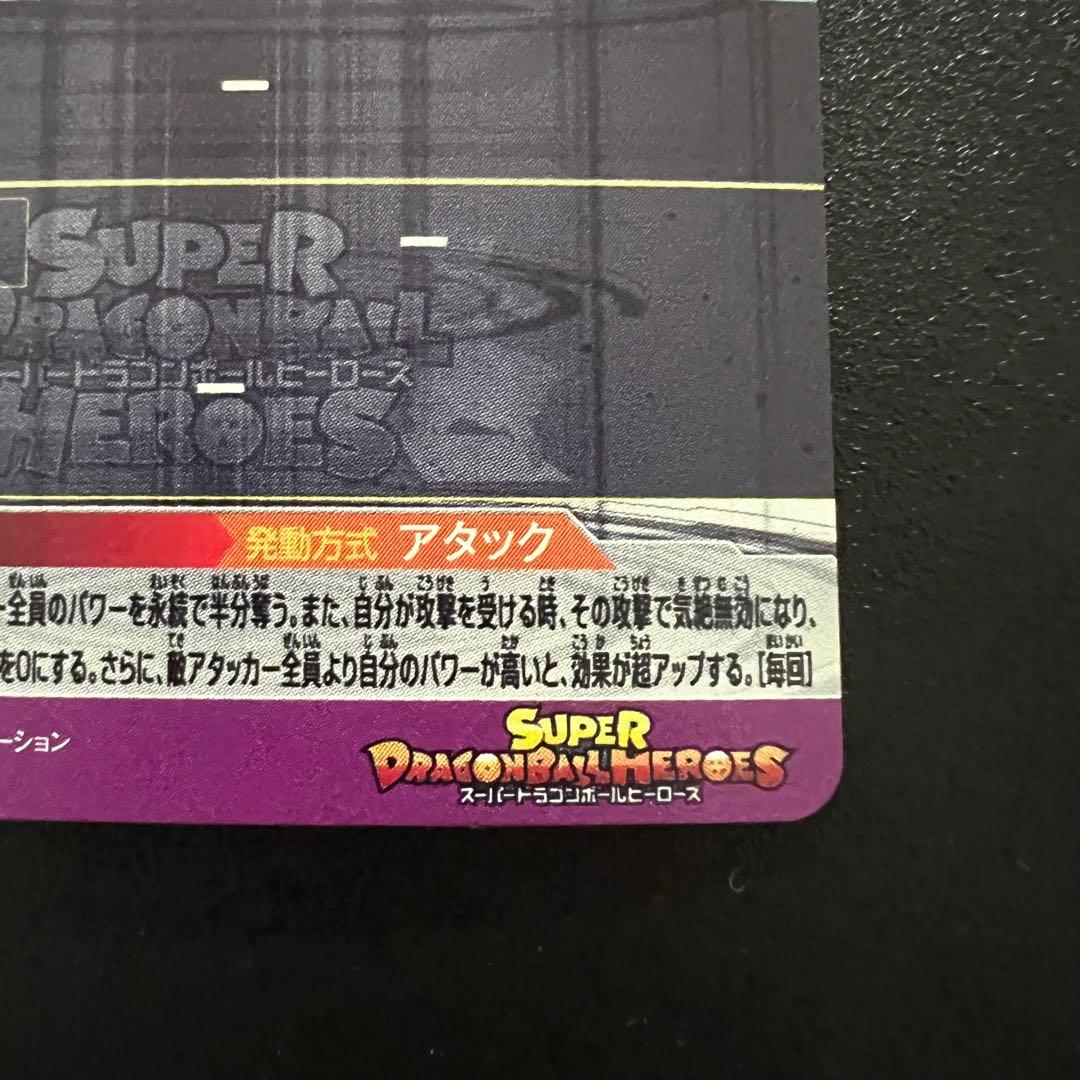 SUPER
DRAGONBALL
ーパードラゴンボールヒーローズ
HEROES
発動方式 アタック
ー全員のパワーを永続で半分奪う。また、自分が攻撃を受ける時、その攻撃で気絶無効になり、
を0にする。さらに、敵アタッカー全員より自分のパワーが高いと、効果が超アップする。[毎回]
ーション
SUPER
DRAGONBALL HEROES
スーパードラゴンボールヒーローズ